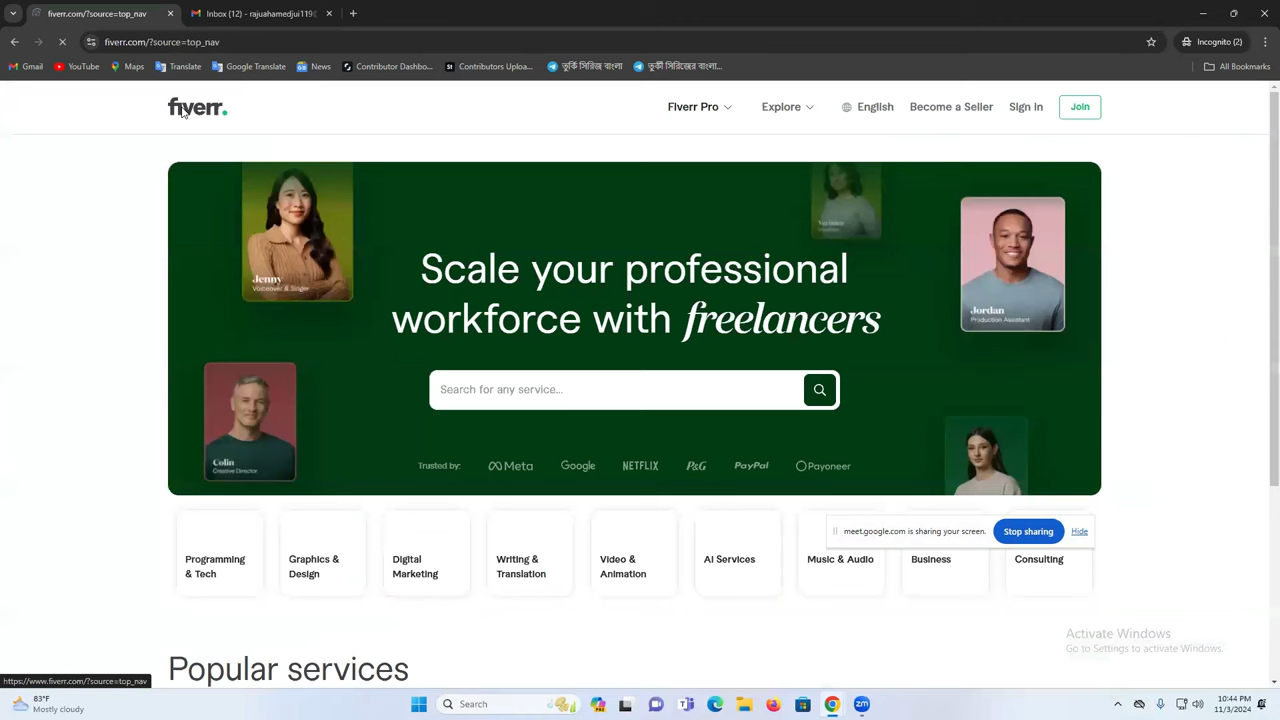 fiverr.com/?source=top_nav
Inbox (12) - rajuahamedjui119@
fiverr.com/?source=top_nav
Incognito (2)
Gmail
YouTube
Maps
Translate
Google Translate
News
Contributor Dashbo...
Contributors Uploa...
তুর্কি সিরিজ বাংলা
তুর্কী সিরিজের বাংলা...
All Bookmarks
fiverr.
Fiverr Pro
Explore
English
Become a Seller
Sign In
Join
Jenny
Voiceover & Singer
Jordan
Production Assistant
Scale your professional
workforce with freelancers
Search for any service...
Colin
Creative Director
Trusted by:
Meta
Google
NETFLIX
P&G
PayPal
Payoneer
meet.google.com is sharing your screen.
Stop sharing
Hide
Programming
& Tech
Graphics &
Design
Digital
Marketing
Writing &
Translation
Video &
Animation
AI Services
Music & Audio
Business
Consulting
Activate Windows
Go to Settings to activate Windows.
Popular services
https://www.fiverr.com/?source=top_nav
83°F
Mostly cloudy
Search
zm
10:44 PM
11/3/2024